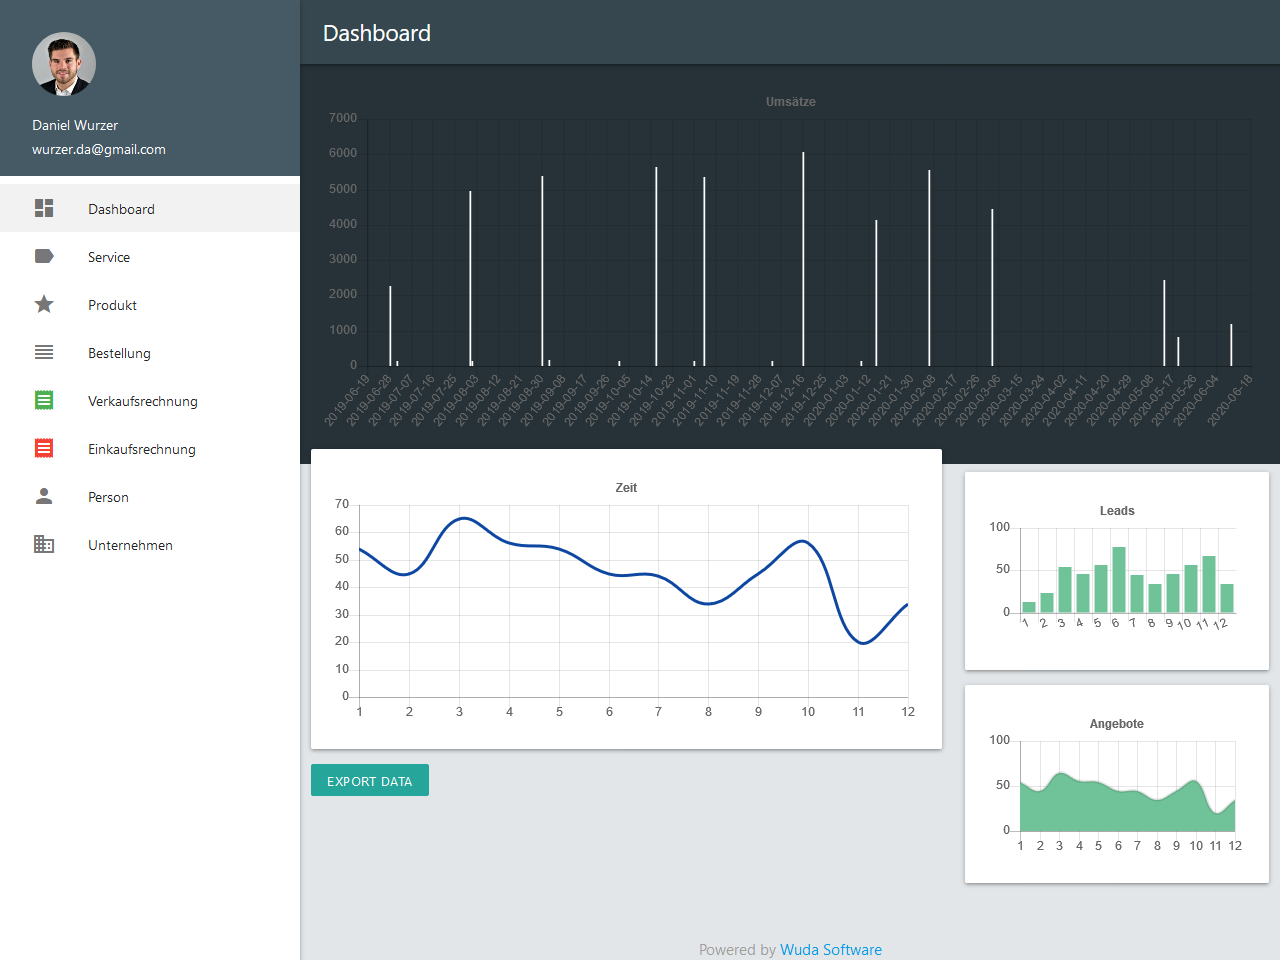 Daniel Wurzer
wurzer.da@gmail.com
Dashboard
Service
Produkt
Bestellung
Verkaufsrechnung
Einkaufsrechnung
Person
Unternehmen
Dashboard
Umsätze
7000
6000
5000
4000
3000
2000
1000
0
2019-06-19 2019-06-28 2019-07-07 2019-07-16 2019-07-25 2019-08-03 2019-08-12 2019-08-21 2019-08-30 2019-09-08 2019-09-17 2019-09-26 2019-10-05 2019-10-14 2019-10-23 2019-11-01 2019-11-10 2019-11-19 2019-11-28 2019-12-07 2019-12-16 2019-12-25 2020-01-03 2020-01-12 2020-01-21 2020-01-30 2020-02-08 2020-02-17 2020-02-26 2020-03-06 2020-03-15 2020-03-24 2020-04-02 2020-04-11 2020-04-20 2020-04-29 2020-05-08 2020-05-17 2020-05-26 2020-06-04 2020-06-18
Zeit
70
60
50
40
30
20
10
0
1 2 3 4 5 6 7 8 9 10 11 12
EXPORT DATA
Leads
100
50
0
1 2 3 4 5 6 7 8 9 10 11 12
Angebote
100
50
0
1 2 3 4 5 6 7 8 9 10 11 12
Powered by Wuda Software